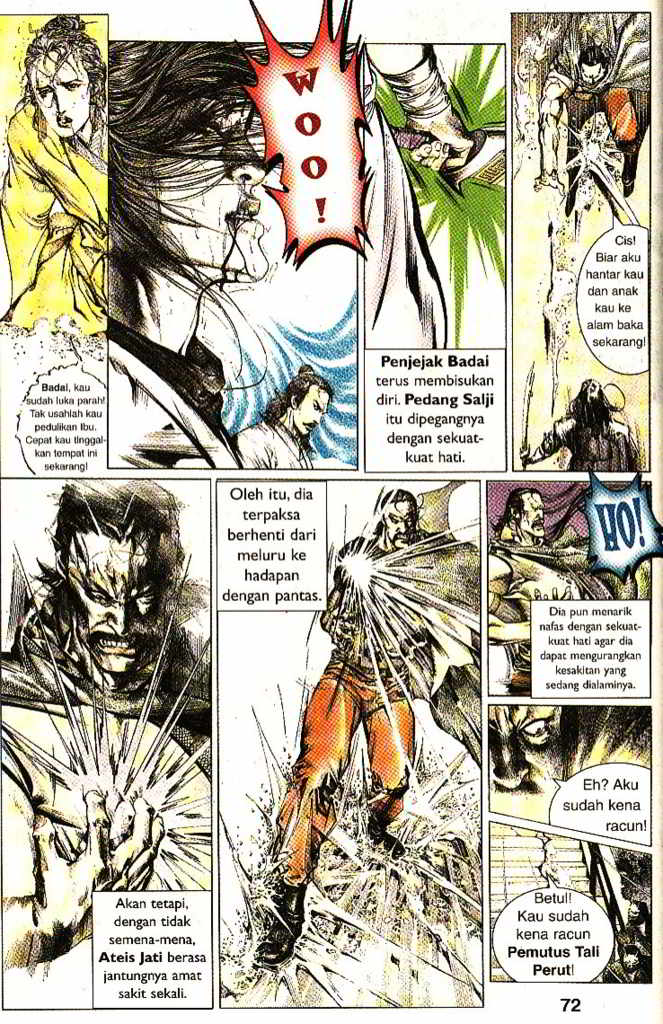 Badai, kau
sudah luka parah!
Tak usahlah kau
pedulikan Ibu.
Cepat kau tinggal-
kan tempat ini
sekarang!
WOO!
Penjejak Badai
terus membisukan
diri. Pedang Salji
itu dipegangnya
dengan sekuat-
kuat hati.
Cis!
Biar aku
hantar kau
dan anak
kau ke
alam baka
sekarang!
Akan tetapi,
dengan tidak
semena-mena,
Ateis Jati berasa
jantungnya amat
sakit sekali.
Oleh itu, dia
terpaksa
berhenti dari
meluru ke
hadapan
dengan pantas.
HO!
Dia pun menarik
nafas dengan sekuat-
kuat hati agar dia
dapat mengurangkan
kesakitan yang
sedang dialaminya.
Eh? Aku
sudah kena
racun!
Betul!
Kau sudah
kena racun
Pemutus Tali
Perut!
72